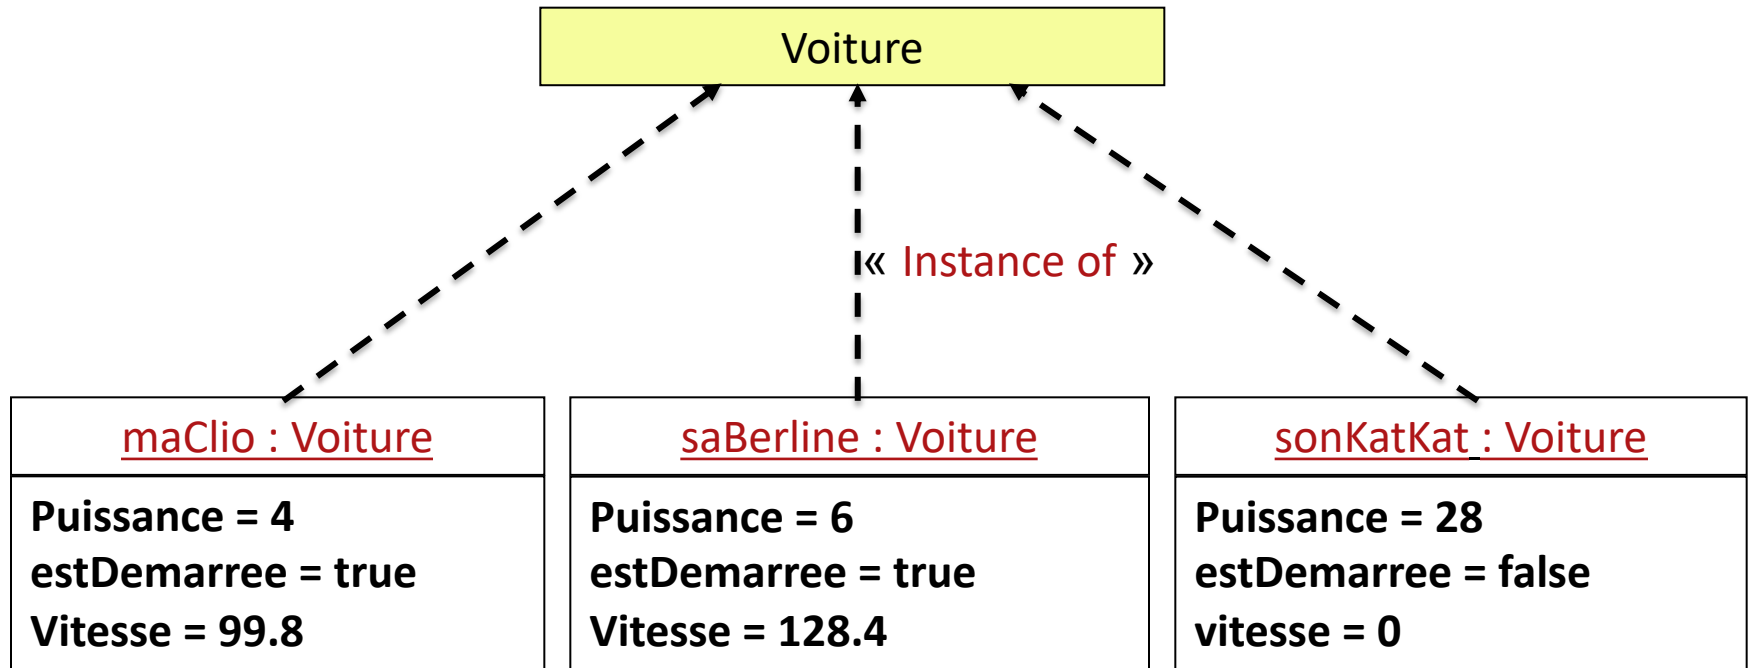 Voiture
« Instance of »
maClio : Voiture
Puissance = 4
estDemarree = true
Vitesse = 99.8
saBerline : Voiture
Puissance = 6
estDemarree = true
Vitesse = 128.4
sonKatKat : Voiture
Puissance = 28
estDemarree = false
vitesse = 0